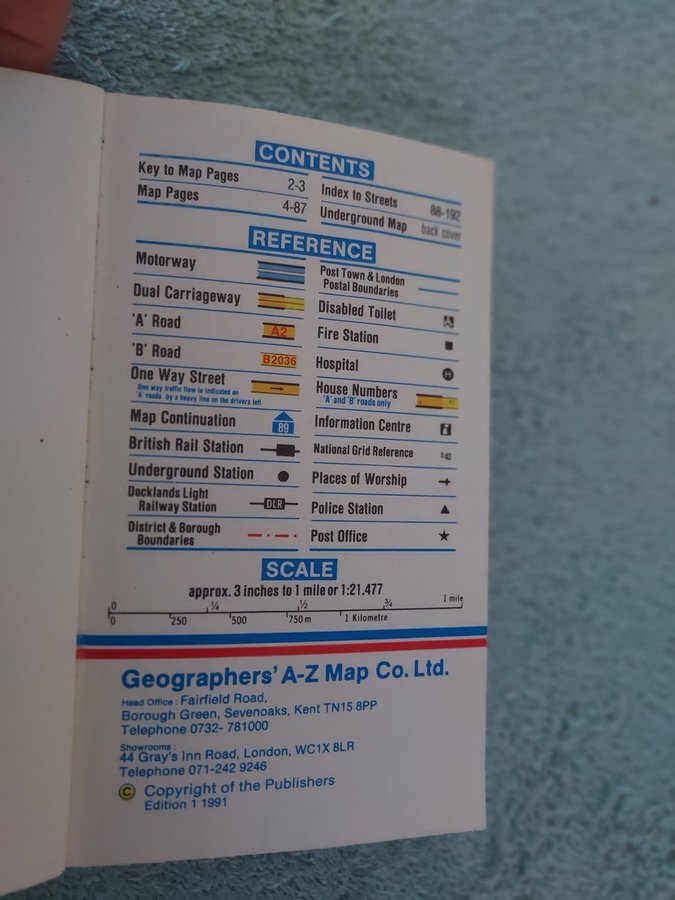 CONTENTS
Key to Map Pages 2-3
Map Pages 4-87
Index to Streets 88-192
Underground Map back cover
REFERENCE
Motorway
Dual Carriageway
'A' Road A2
'B' Road B2036
One Way Street
One way traffic flow is indicated on
'A' roads by a heavy line on the drivers left
Map Continuation 89
British Rail Station
Underground Station
Docklands Light
Railway Station DLR
District & Borough
Boundaries
Post Town & London
Postal Boundaries
Disabled Toilet
Fire Station
Hospital H
House Numbers
'A' and 'B' roads only
Information Centre i
National Grid Reference
Places of Worship
Police Station
Post Office
SCALE
approx. 3 inches to 1 mile or 1:21.477
0 ¼ ½ ¾ 1 mile
0 250 500 750 m 1 Kilometre
Geographers' A-Z Map Co. Ltd.
Head Office : Fairfield Road,
Borough Green, Sevenoaks, Kent TN15 8PP
Telephone 0732- 781000
Showrooms :
44 Gray's Inn Road, London, WC1X 8LR
Telephone 071-242 9246
© Copyright of the Publishers
Edition 1 1991